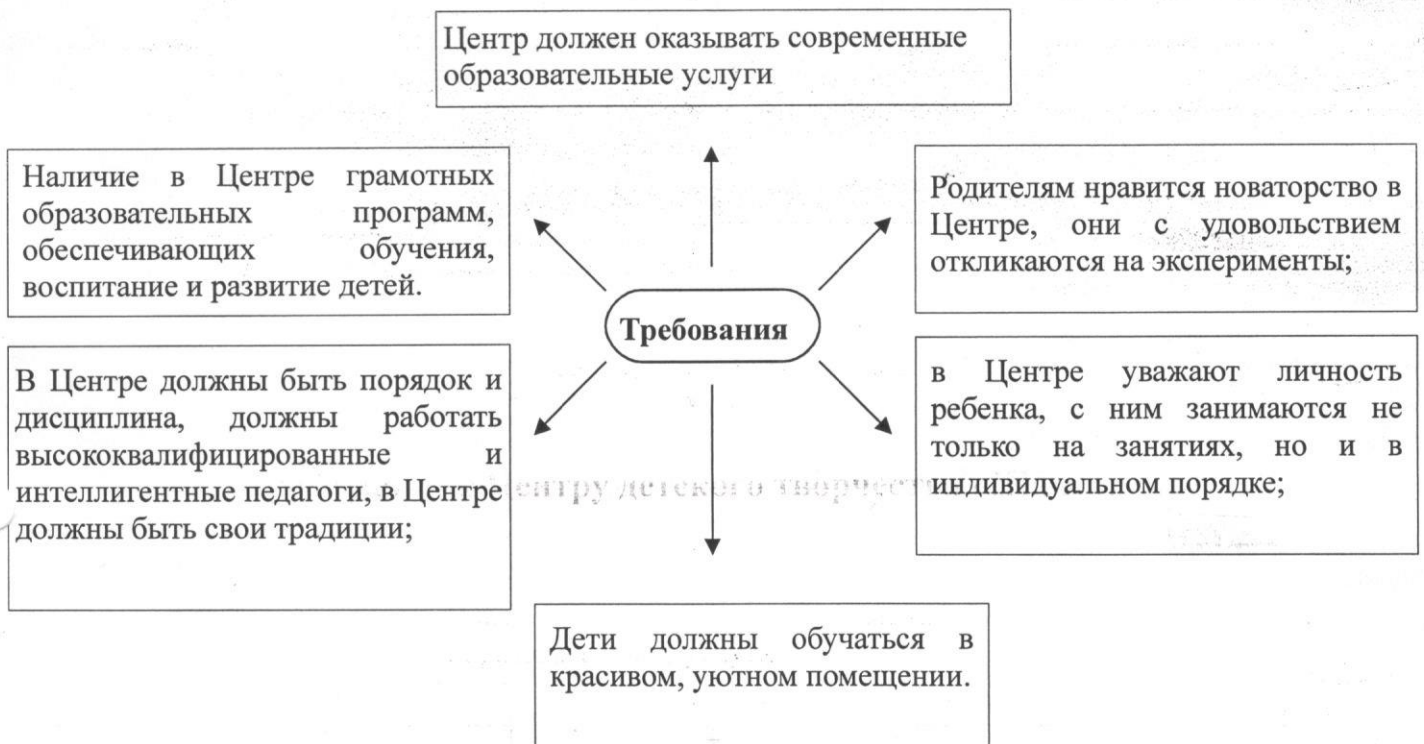 Центр должен оказывать современные
образовательные услуги
Наличие в Центре грамотных
образовательных программ,
обеспечивающих обучения,
воспитание и развитие детей.
Родителям нравится новаторство в
Центре, они с удовольствием
откликаются на эксперименты;
Требования
В Центре должны быть порядок и
дисциплина, должны работать
высококвалифицированные и
интеллигентные педагоги, в Центре
должны быть свои традиции;
в Центре уважают личность
ребенка, с ним занимаются не
только на занятиях, но и в
индивидуальном порядке;
детского
Дети должны обучаться в
красивом, уютном помещении.